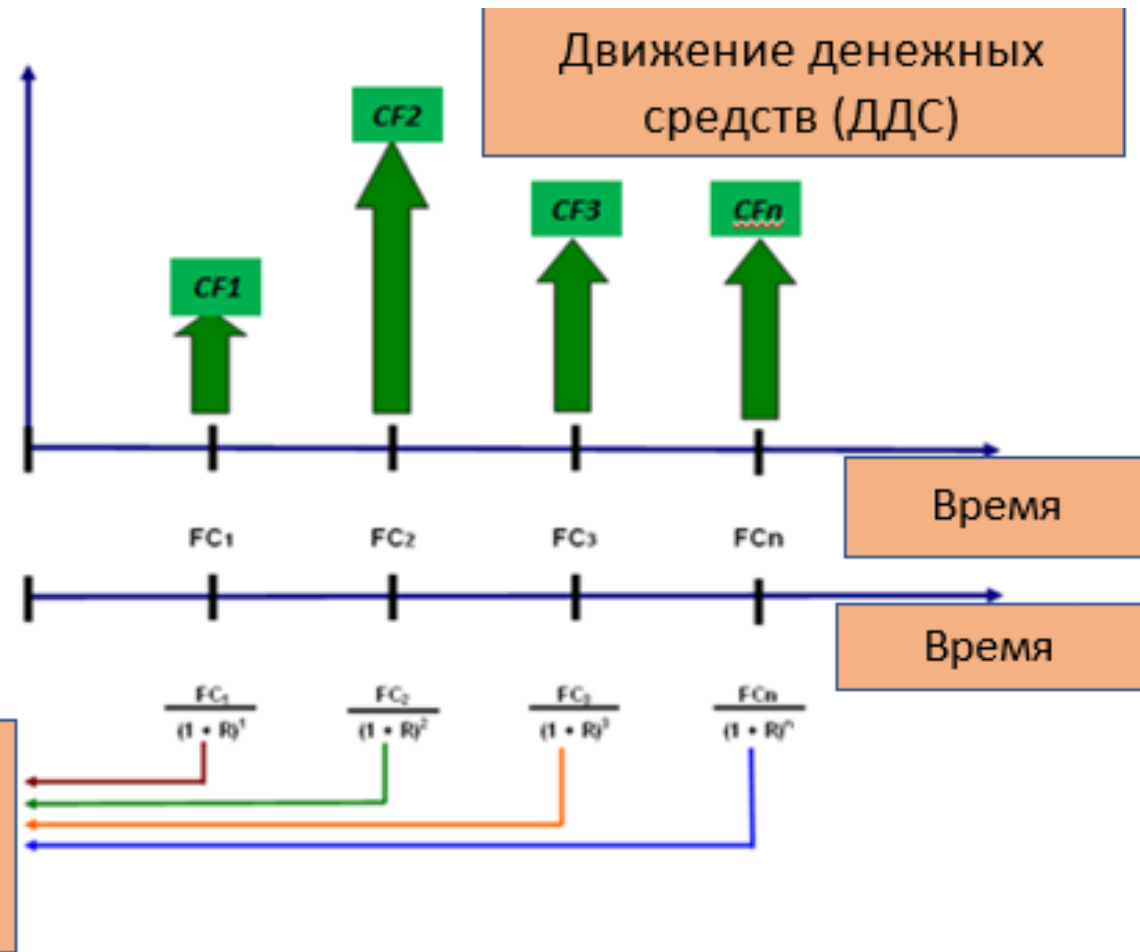 Движение денежных
средств (ДДС)
CF2
CF3
CFn
CF1
Время
FC₁ FC₂ FC₃ FCn
Время
FC₁ FC₂ FC₃ FCn
(1 + R)¹ (1 + R)² (1 + R)³ (1 + R)ⁿ